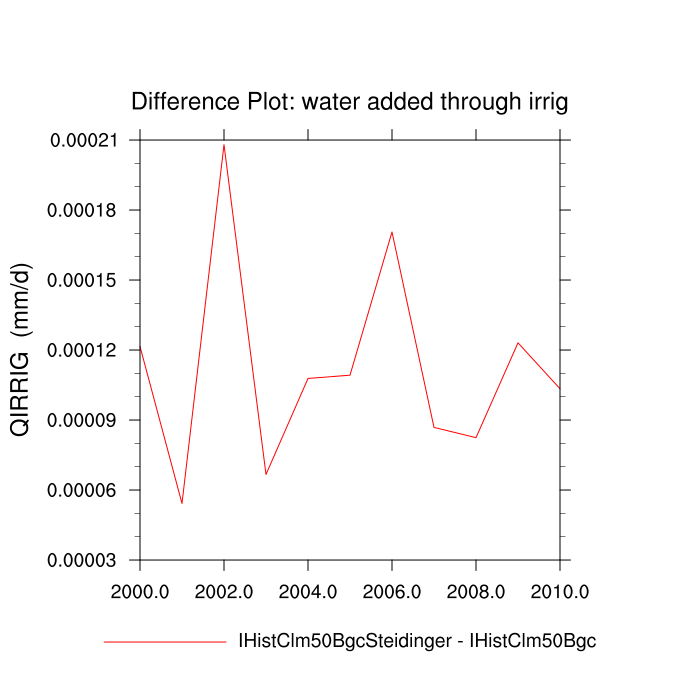 Difference Plot: water added through irrig
QIRRIG (mm/d)
0.00021
0.00018
0.00015
0.00012
0.00009
0.00006
0.00003
2000.0 2002.0 2004.0 2006.0 2008.0 2010.0
IHistClm50BgcSteidinger - IHistClm50Bgc